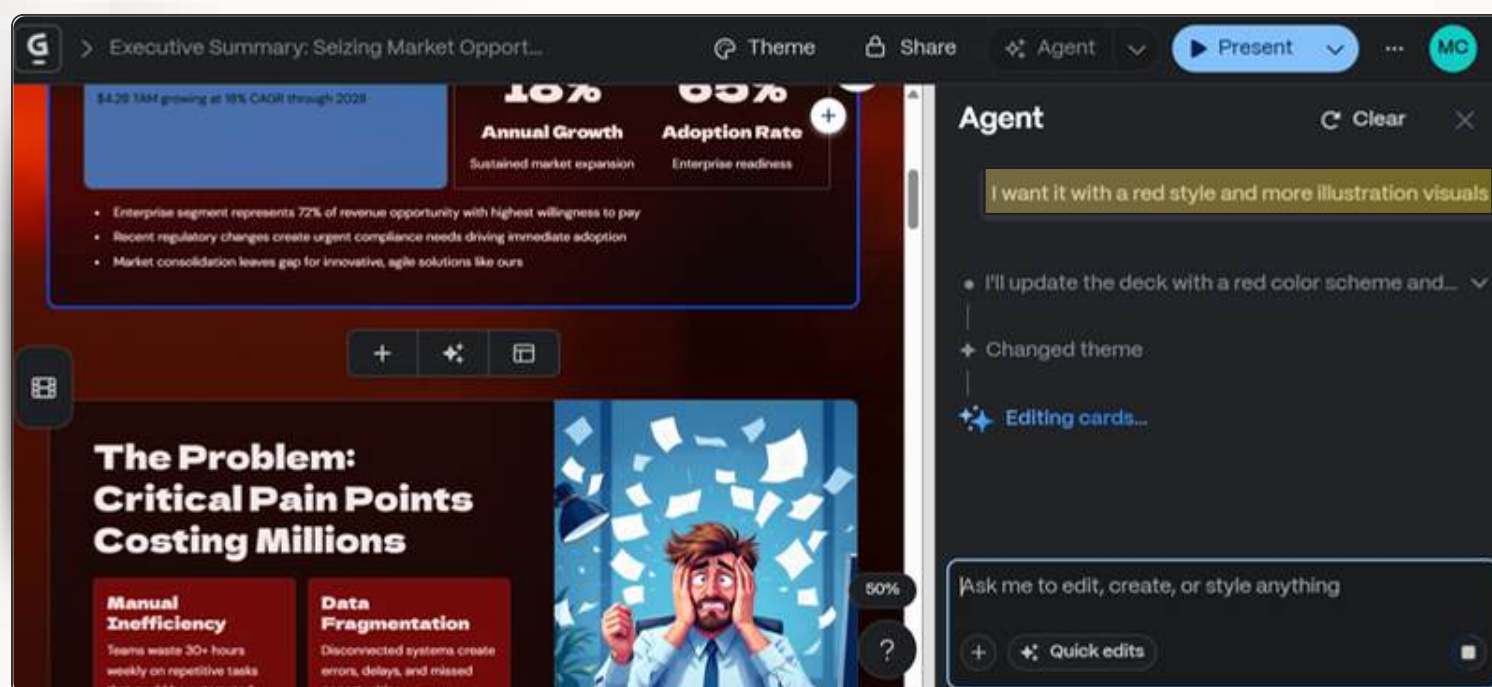 G
Executive Summary: Seizing Market Opport...
Theme
Share
Agent
Present
MC
$4.2B TAM growing at 18% CAGR through 2028
18%
65%
Annual Growth
Adoption Rate
Sustained market expansion
Enterprise readiness
• Enterprise segment represents 72% of revenue opportunity with highest willingness to pay
• Recent regulatory changes create urgent compliance needs driving immediate adoption
• Market consolidation leaves gap for innovative, agile solutions like ours
The Problem:
Critical Pain Points
Costing Millions
Manual
Inefficiency
Teams waste 30+ hours
weekly on repetitive tasks
Data
Fragmentation
Disconnected systems create
errors, delays, and missed
50%
?
Agent
Clear
I want it with a red style and more illustration visuals
I'll update the deck with a red color scheme and...
Changed theme
Editing cards...
Ask me to edit, create, or style anything
Quick edits